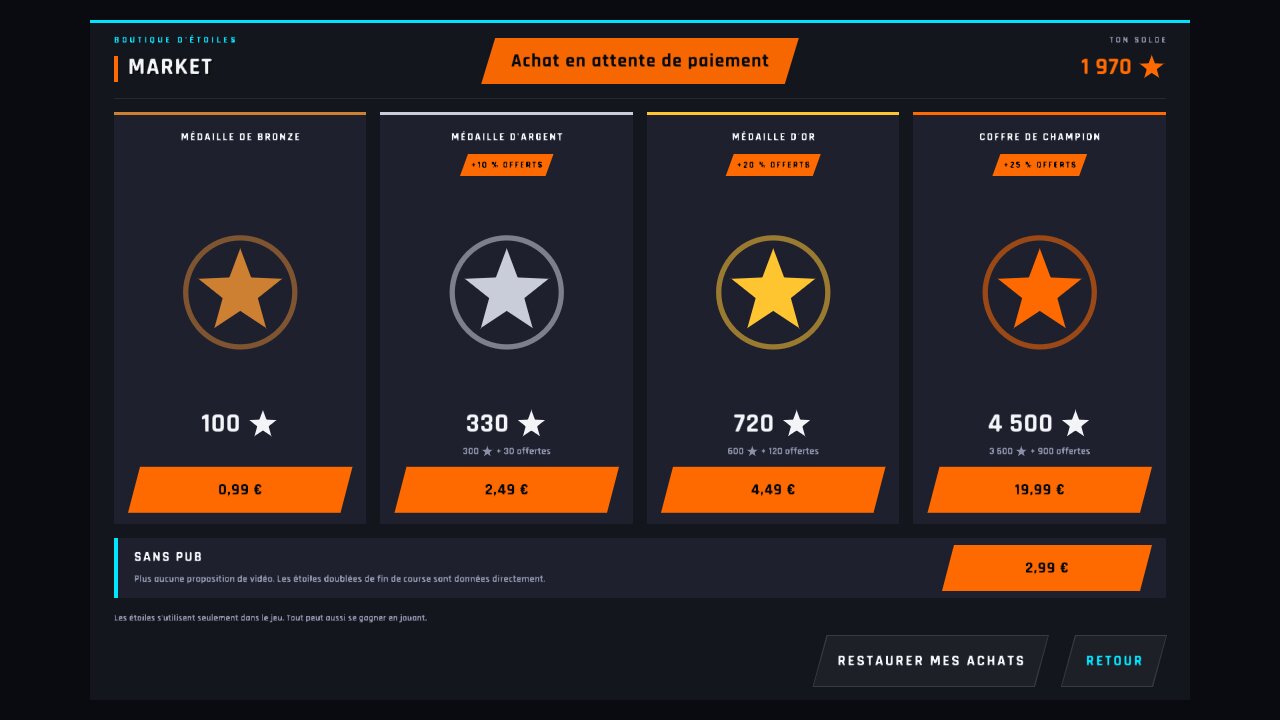 BOUTIQUE D'ÉTOILES
MARKET
Achat en attente de paiement
TON SOLDE
1 970
MÉDAILLE DE BRONZE
100
0,99 €
MÉDAILLE D'ARGENT
+10 % OFFERTS
330
300 ★ + 30 offertes
2,49 €
MÉDAILLE D'OR
+20 % OFFERTS
720
600 ★ + 120 offertes
4,49 €
COFFRE DE CHAMPION
+25 % OFFERTS
4 500
3 600 ★ + 900 offertes
19,99 €
SANS PUB
Plus aucune proposition de vidéo. Les étoiles doublées de fin de course sont données directement.
2,99 €
Les étoiles s'utilisent seulement dans le jeu. Tout peut aussi se gagner en jouant.
RESTAURER MES ACHATS
RETOUR